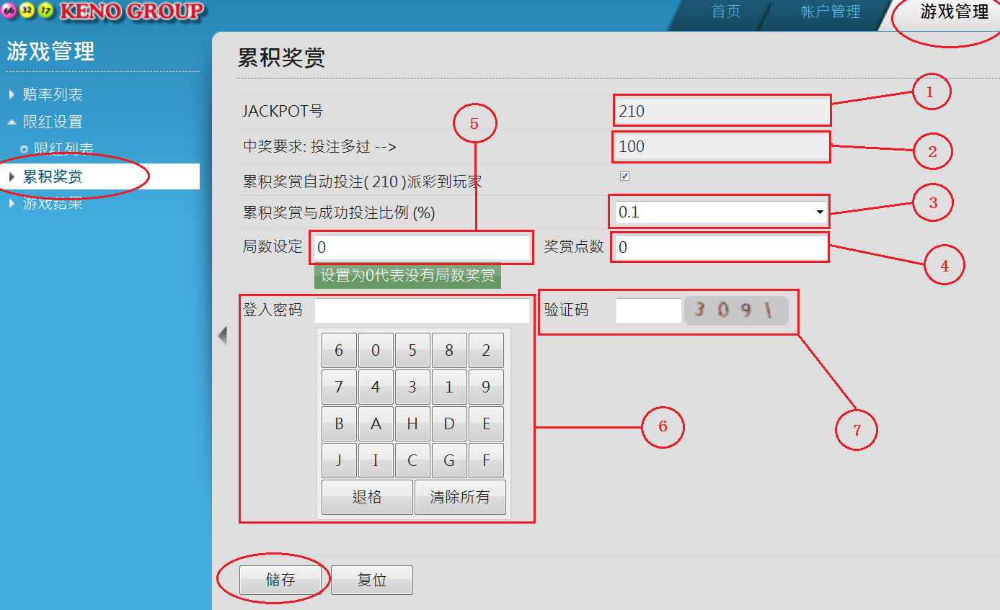 66 32 17 KENO GROUP
首页 帐户管理 游戏管理
游戏管理
赔率列表
限红设置
限红列表
累积奖赏
游戏结果
累积奖赏
JACKPOT号 210 1
中奖要求: 投注多过 --> 100 2
5
累积奖赏自动投注( 210 )派彩到玩家
累积奖赏与成功投注比例 (%) 0.1 3
局数设定 0 奖赏点数 0 4
设置为0代表没有局数奖赏
登入密码 验证码 3 0 9 1
6 0 5 8 2
7 4 3 1 9
B A H D E
J I C G F
退格 清除所有
6
7
储存 复位